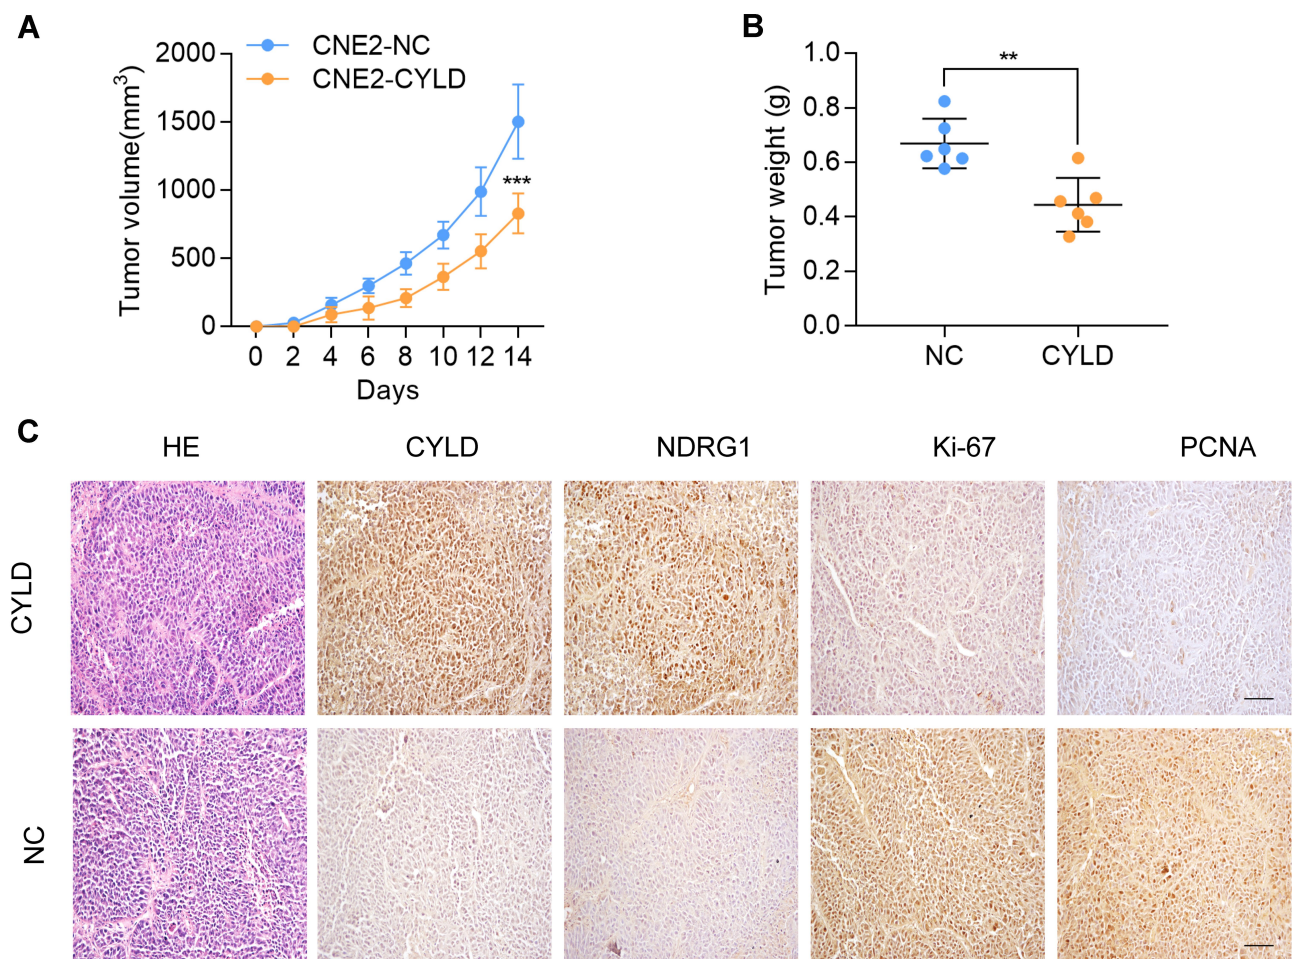 A
CNE2-NC
CNE2-CYLD
Tumor volume(mm³)
2000
1500
1000
500
0
***
0 2 4 6 8 10 12 14
Days
B
**
Tumor weight (g)
1.0
0.8
0.6
0.4
0.2
0.0
NC CYLD
C
HE CYLD NDRG1 Ki-67 PCNA
CYLD
NC